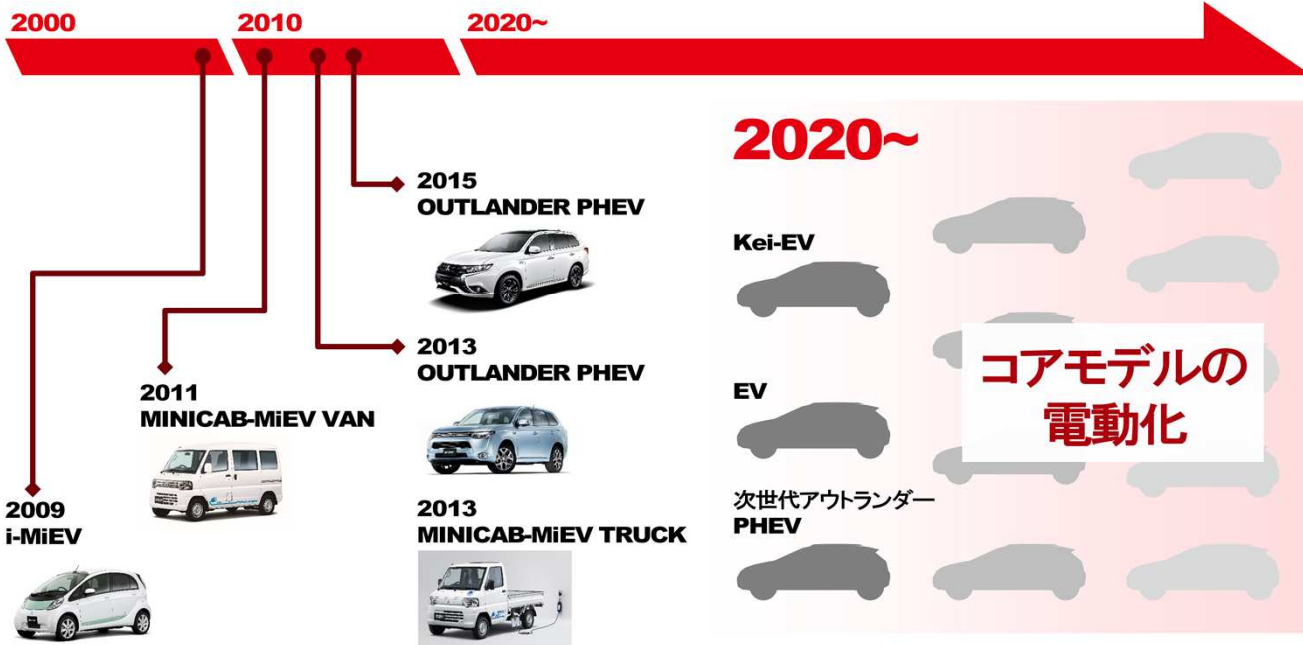 2000
2010
2020~
2015
OUTLANDER PHEV
2013
OUTLANDER PHEV
2011
MINICAB-MiEV VAN
2009
i-MiEV
2013
MINICAB-MiEV TRUCK
2020~
Kei-EV
EV
次世代アウトランダー
PHEV
コアモデルの
電動化